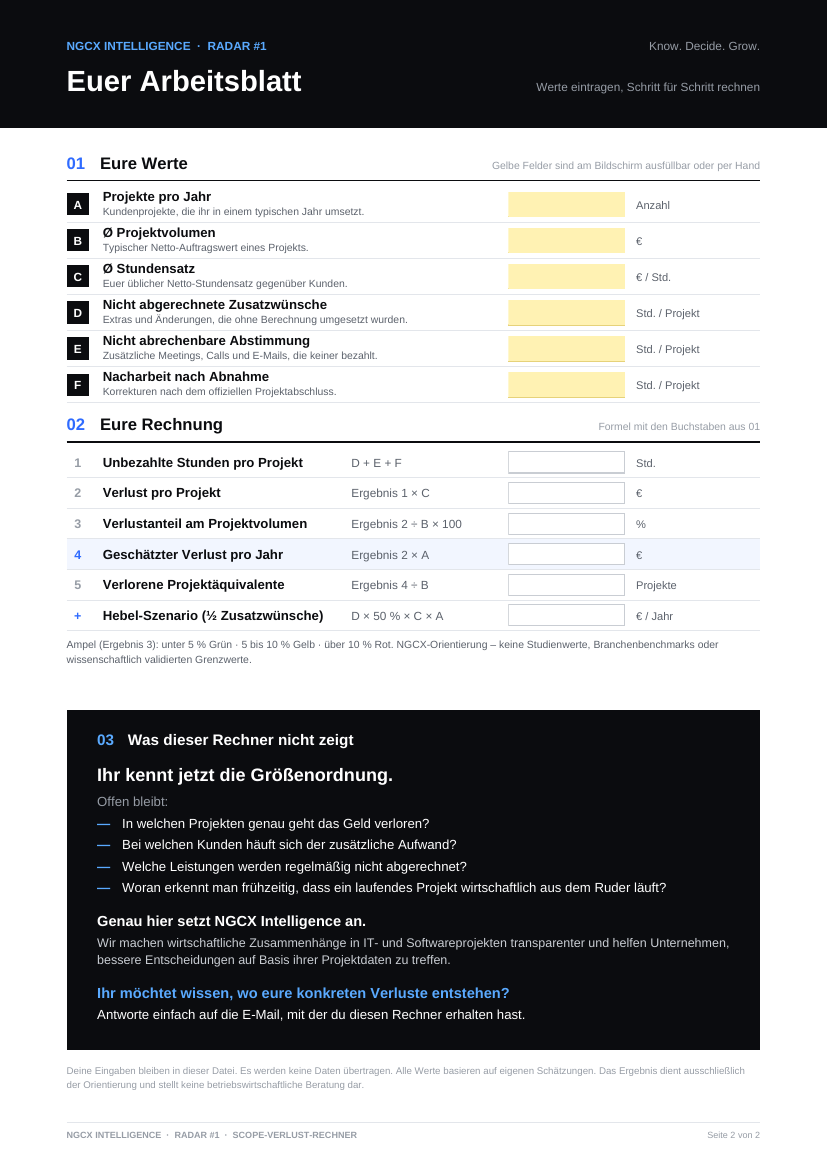 NGCX INTELLIGENCE · RADAR #1
Know. Decide. Grow.
Euer Arbeitsblatt
Werte eintragen, Schritt für Schritt rechnen
01 Eure Werte
Gelbe Felder sind am Bildschirm ausfüllbar oder per Hand
A Projekte pro Jahr
Kundenprojekte, die ihr in einem typischen Jahr umsetzt.
Anzahl
B Ø Projektvolumen
Typischer Netto-Auftragswert eines Projekts.
€
C Ø Stundensatz
Euer üblicher Netto-Stundensatz gegenüber Kunden.
€ / Std.
D Nicht abgerechnete Zusatzwünsche
Extras und Änderungen, die ohne Berechnung umgesetzt wurden.
Std. / Projekt
E Nicht abrechenbare Abstimmung
Zusätzliche Meetings, Calls und E-Mails, die keiner bezahlt.
Std. / Projekt
F Nacharbeit nach Abnahme
Korrekturen nach dem offiziellen Projektabschluss.
Std. / Projekt
02 Eure Rechnung
Formel mit den Buchstaben aus 01
1 Unbezahlte Stunden pro Projekt D + E + F Std.
2 Verlust pro Projekt Ergebnis 1 × C €
3 Verlustanteil am Projektvolumen Ergebnis 2 ÷ B × 100 %
4 Geschätzter Verlust pro Jahr Ergebnis 2 × A €
5 Verlorene Projektäquivalente Ergebnis 4 ÷ B Projekte
+ Hebel-Szenario (½ Zusatzwünsche) D × 50 % × C × A € / Jahr
Ampel (Ergebnis 3): unter 5 % Grün · 5 bis 10 % Gelb · über 10 % Rot. NGCX-Orientierung – keine Studienwerte, Branchenbenchmarks oder
wissenschaftlich validierten Grenzwerte.
03 Was dieser Rechner nicht zeigt
Ihr kennt jetzt die Größenordnung.
Offen bleibt:
— In welchen Projekten genau geht das Geld verloren?
— Bei welchen Kunden häuft sich der zusätzliche Aufwand?
— Welche Leistungen werden regelmäßig nicht abgerechnet?
— Woran erkennt man frühzeitig, dass ein laufendes Projekt wirtschaftlich aus dem Ruder läuft?
Genau hier setzt NGCX Intelligence an.
Wir machen wirtschaftliche Zusammenhänge in IT- und Softwareprojekten transparenter und helfen Unternehmen,
bessere Entscheidungen auf Basis ihrer Projektdaten zu treffen.
Ihr möchtet wissen, wo eure konkreten Verluste entstehen?
Antworte einfach auf die E-Mail, mit der du diesen Rechner erhalten hast.
Deine Eingaben bleiben in dieser Datei. Es werden keine Daten übertragen. Alle Werte basieren auf eigenen Schätzungen. Das Ergebnis dient ausschließlich
der Orientierung und stellt keine betriebswirtschaftliche Beratung dar.
NGCX INTELLIGENCE · RADAR #1 · SCOPE-VERLUST-RECHNER
Seite 2 von 2